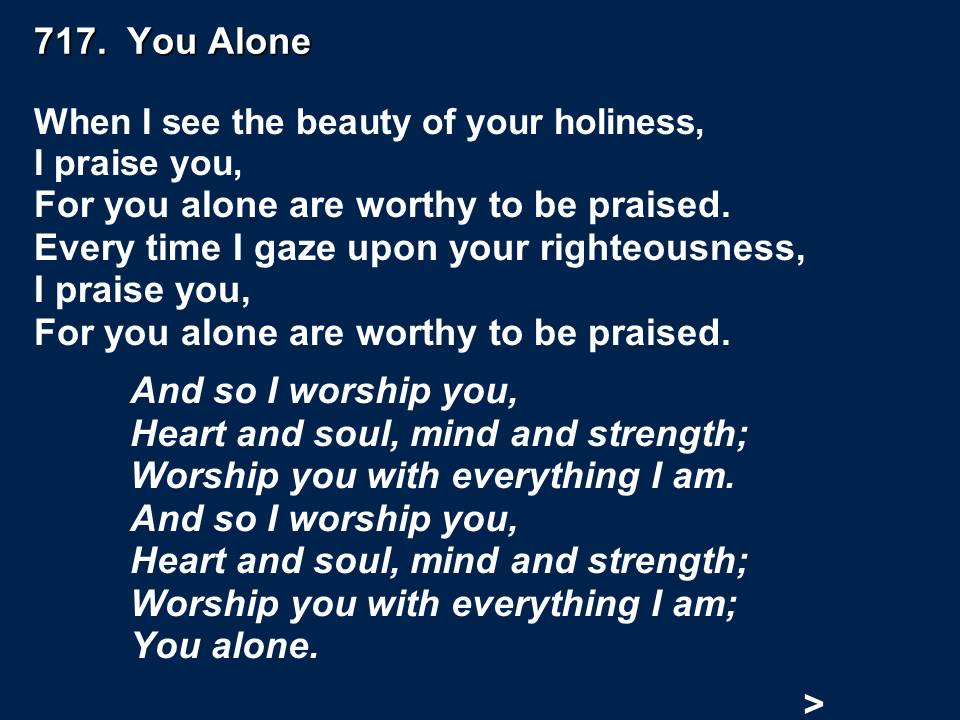 717.  You Alone
When I see the beauty of your holiness,
I praise you,
For you alone are worthy to be praised.
Every time I gaze upon your righteousness,
I praise you,
For you alone are worthy to be praised.
And so I worship you,
Heart and soul, mind and strength;
Worship you with everything I am.
And so I worship you,
Heart and soul, mind and strength;
Worship you with everything I am;
You alone.
>